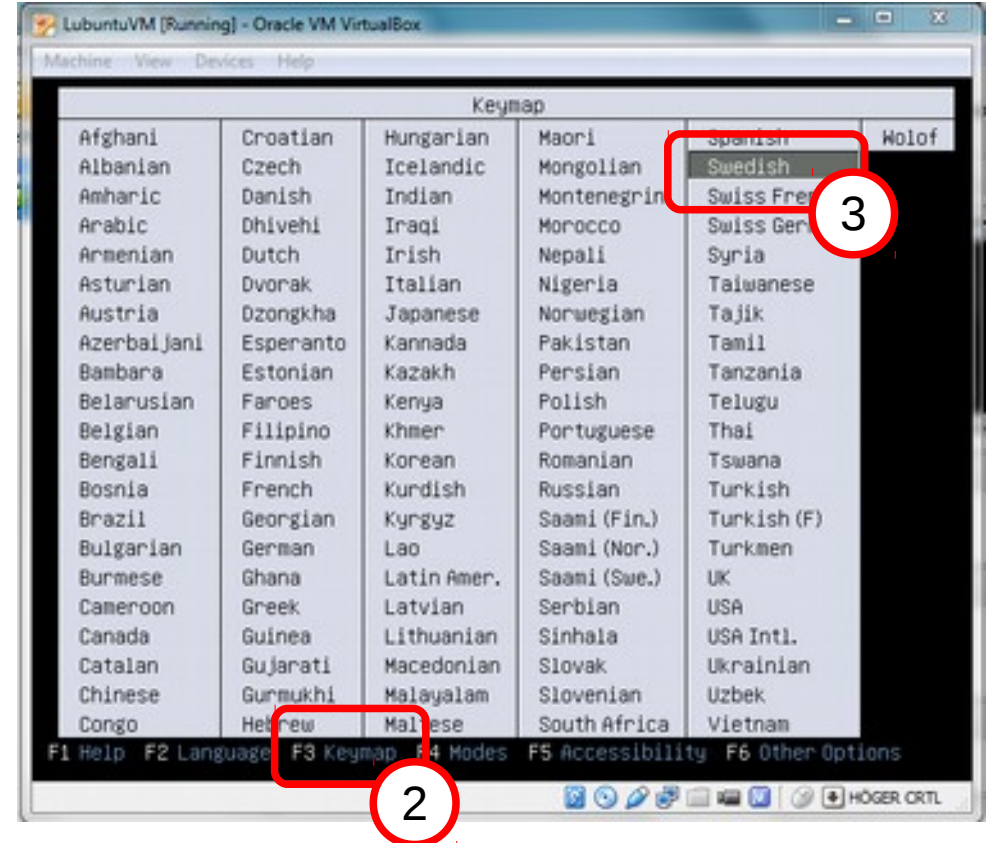 LubuntuVM [Running] - Oracle VM VirtualBox
Machine View Devices Help
Keymap
Afghani Croatian Hungarian Maori Spanish Wolof
Albanian Czech Icelandic Mongolian Swedish
Amharic Danish Indian Montenegrin Swiss Fren
Arabic Dhivehi Iraqi Morocco Swiss Ger 3
Armenian Dutch Irish Nepali Syria
Asturian Dvorak Italian Nigeria Taiwanese
Austria Dzongkha Japanese Norwegian Tajik
Azerbaijani Esperanto Kannada Pakistan Tamil
Bambara Estonian Kazakh Persian Tanzania
Belarusian Faroes Kenya Polish Telugu
Belgian Filipino Khmer Portuguese Thai
Bengali Finnish Korean Romanian Tswana
Bosnia French Kurdish Russian Turkish
Brazil Georgian Kyrgyz Saami (Fin.) Turkish (F)
Bulgarian German Lao Saami (Nor.) Turkmen
Burmese Ghana Latin Amer. Saami (Swe.) UK
Cameroon Greek Latvian Serbian USA
Canada Guinea Lithuanian Sinhala USA Intl.
Catalan Gujarati Macedonian Slovak Ukrainian
Chinese Gurmukhi Malayalam Slovenian Uzbek
Congo Hebrew Maltese South Africa Vietnam
F1 Help F2 Language F3 Keymap F4 Modes F5 Accessibility F6 Other Options
2
HÖGER CRTL